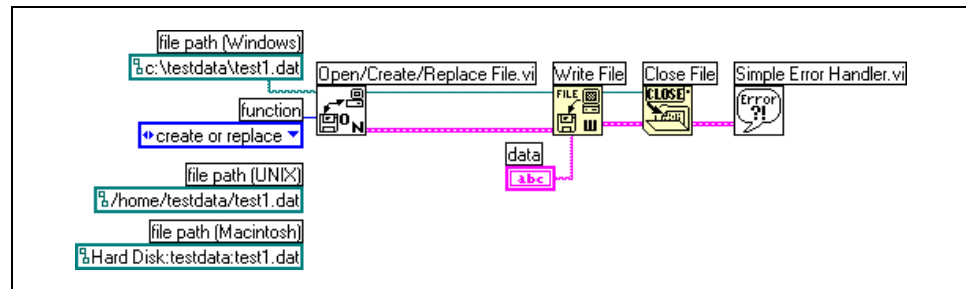 file path (Windows)
c:\testdata\test1.dat
Open/Create/Replace File.vi
Write File
Close File
Simple Error Handler.vi
function
create or replace
FILE
W
CLOSE
Error
?!
O
N
data
abc
file path (UNIX)
/home/testdata/test1.dat
file path (Macintosh)
Hard Disk:testdata:test1.dat